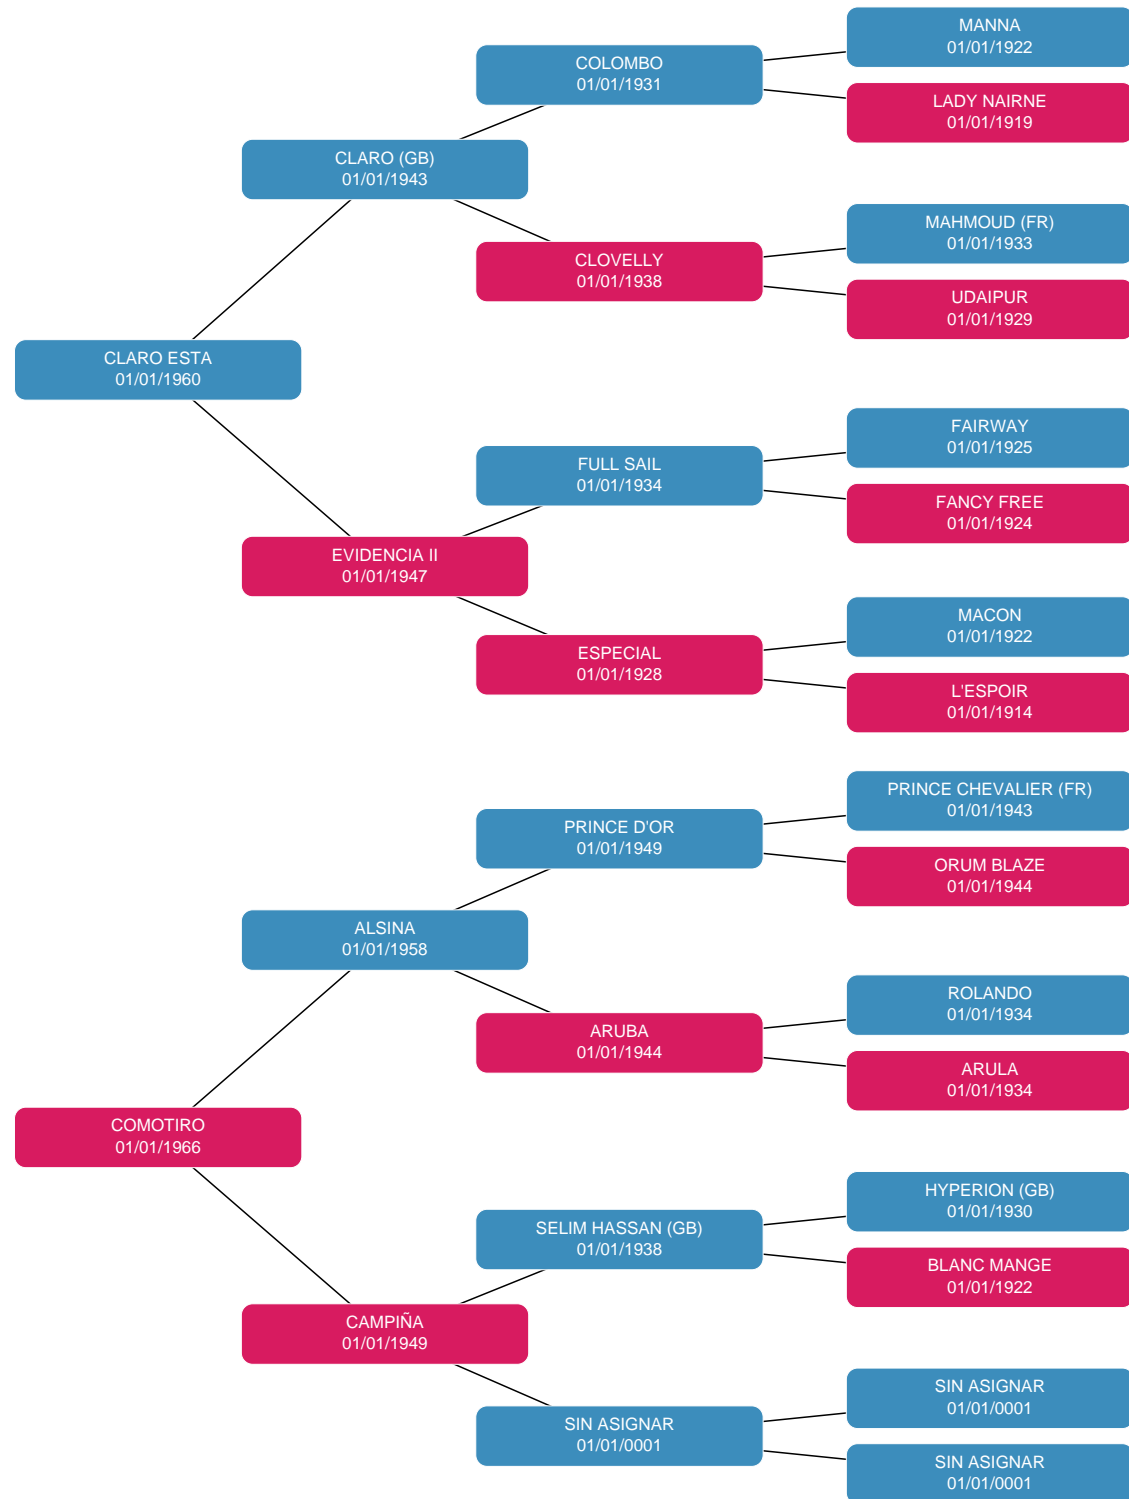 MANNA
01/01/1922
COLOMBO
01/01/1931
LADY NAIRNE
01/01/1919
CLARO (GB)
01/01/1943
MAHMOUD (FR)
01/01/1933
CLOVELLY
01/01/1938
UDAIPUR
01/01/1929
CLARO ESTA
01/01/1960
FAIRWAY
01/01/1925
FULL SAIL
01/01/1934
FANCY FREE
01/01/1924
EVIDENCIA II
01/01/1947
MACON
01/01/1922
ESPECIAL
01/01/1928
L'ESPOIR
01/01/1914
PRINCE CHEVALIER (FR)
01/01/1943
PRINCE D'OR
01/01/1949
ORUM BLAZE
01/01/1944
ALSINA
01/01/1958
ROLANDO
01/01/1934
ARUBA
01/01/1944
ARULA
01/01/1934
COMOTIRO
01/01/1966
HYPERION (GB)
01/01/1930
SELIM HASSAN (GB)
01/01/1938
BLANC MANGE
01/01/1922
CAMPIÑA
01/01/1949
SIN ASIGNAR
01/01/0001
SIN ASIGNAR
01/01/0001
SIN ASIGNAR
01/01/0001